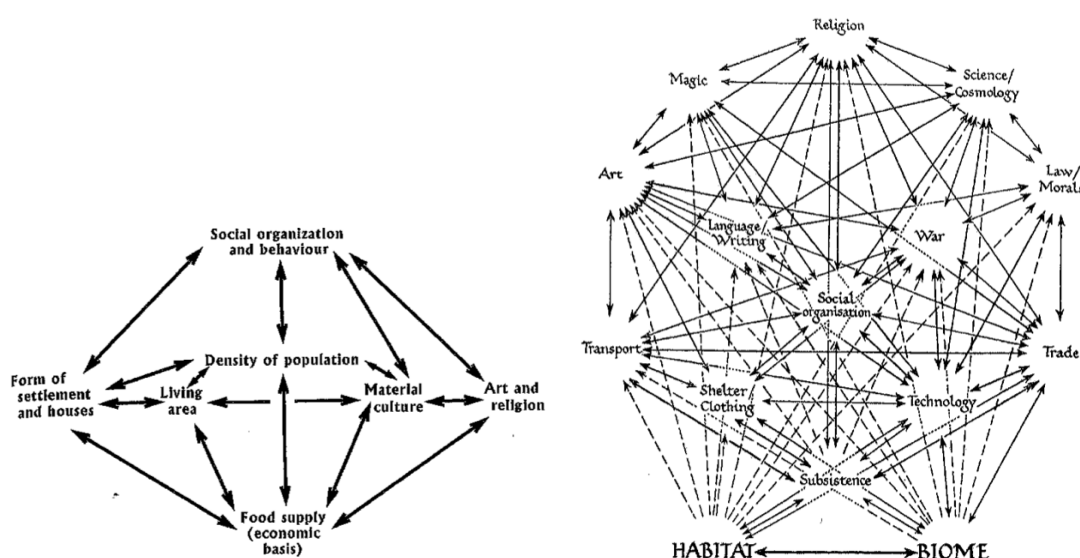 Social organization
and behaviour
Density of population
Form of
settlement
and houses
Living
area
Material
culture
Art and
religion
Food supply
(economic
basis)
Religion
Magic
Science/
Cosmology
Art
Law/
Morals
Language
Writing
War
Social
organisation
Transport
Trade
Shelter
Clothing
Technology
Subsistence
HABITAT
BIOME